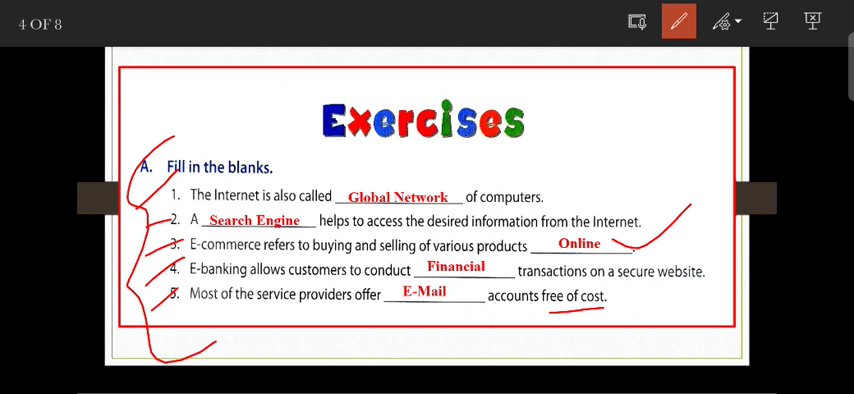 4 OF 8
Exercises
A. Fill in the blanks.
1. The Internet is also called Global Network of computers.
2. A Search Engine helps to access the desired information from the Internet.
3. E-commerce refers to buying and selling of various products Online.
4. E-banking allows customers to conduct Financial transactions on a secure website.
5. Most of the service providers offer E-Mail accounts free of cost.